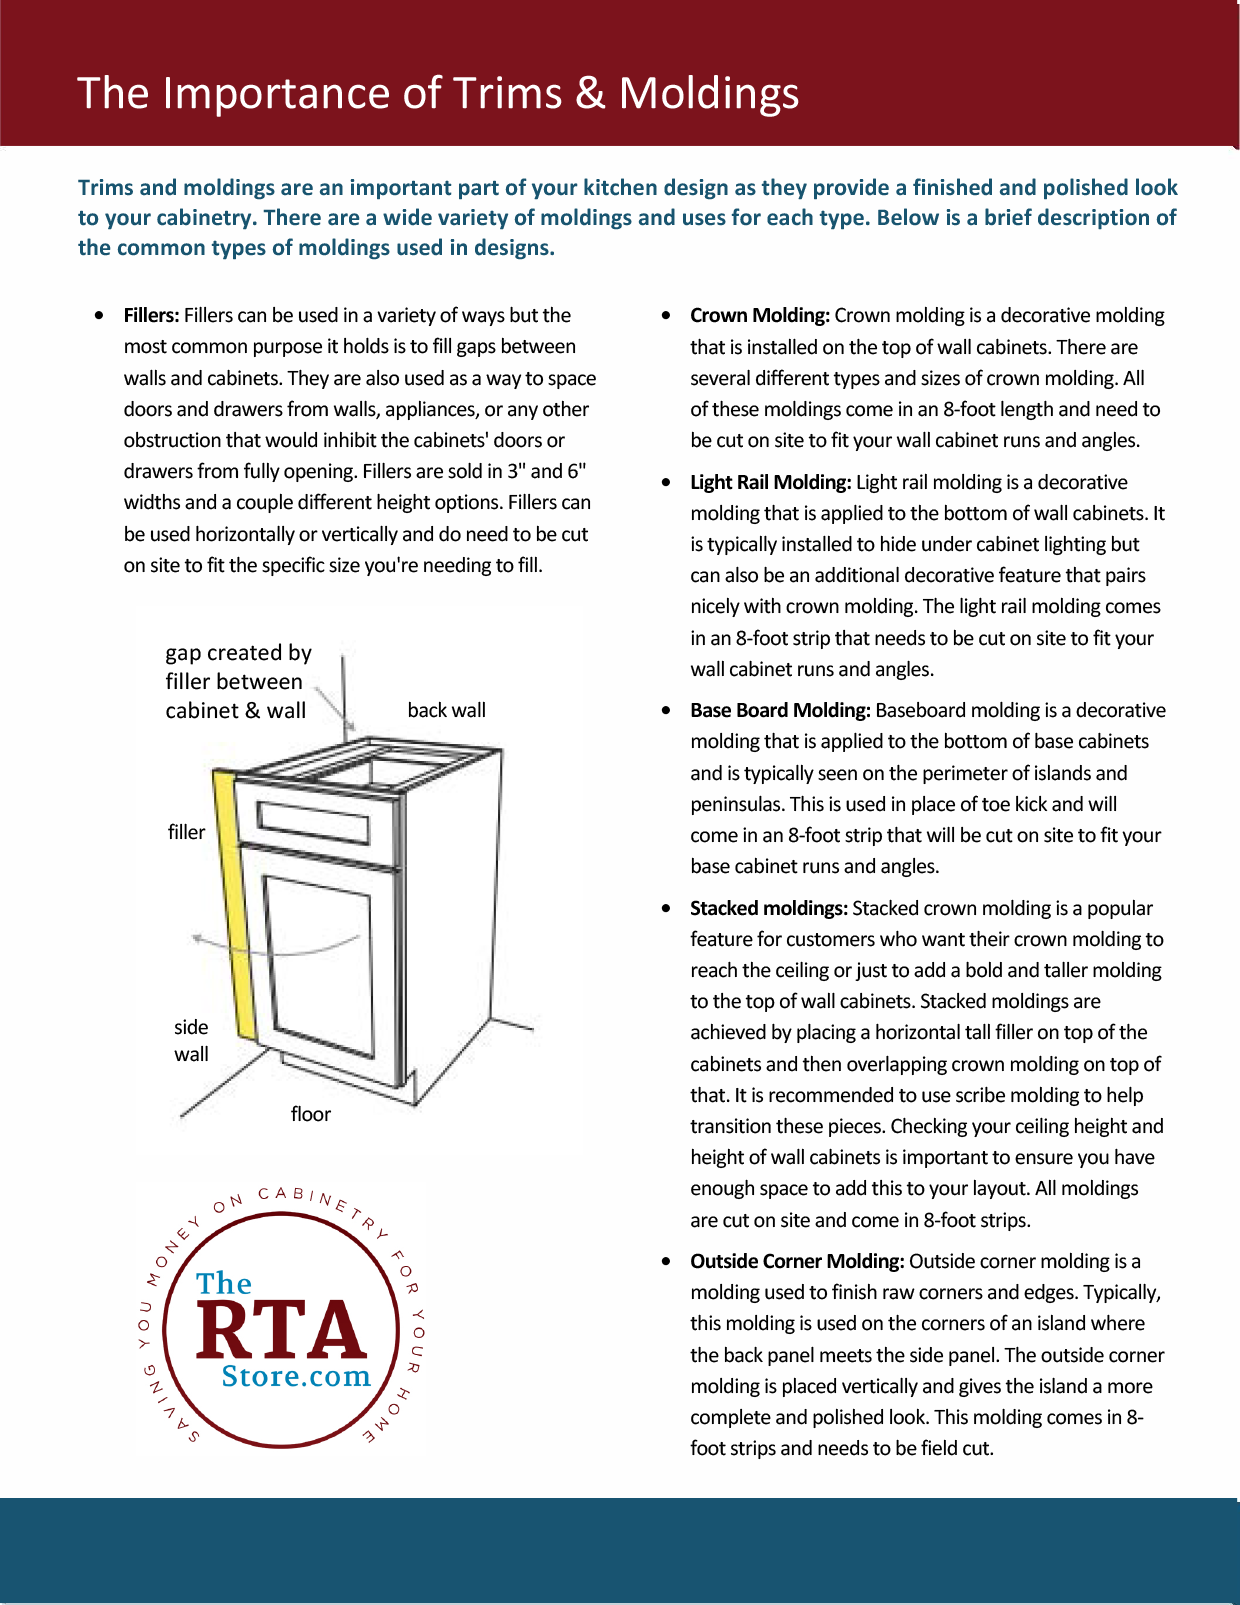 The Importance of Trims & Moldings
Trims and moldings are an important part of your kitchen design as they provide a finished and polished look
to your cabinetry. There are a wide variety of moldings and uses for each type. Below is a brief description of
the common types of moldings used in designs.
• Fillers: Fillers can be used in a variety of ways but the
most common purpose it holds is to fill gaps between
walls and cabinets. They are also used as a way to space
doors and drawers from walls, appliances, or any other
obstruction that would inhibit the cabinets' doors or
drawers from fully opening. Fillers are sold in 3" and 6"
widths and a couple different height options. Fillers can
be used horizontally or vertically and do need to be cut
on site to fit the specific size you're needing to fill.
gap created by
filler between
cabinet & wall
back wall
filler
side
wall
floor
SAVING YOU MONEY ON CABINETRY FOR YOUR HOME
The
RTA
Store.com
• Crown Molding: Crown molding is a decorative molding
that is installed on the top of wall cabinets. There are
several different types and sizes of crown molding. All
of these moldings come in an 8-foot length and need to
be cut on site to fit your wall cabinet runs and angles.
• Light Rail Molding: Light rail molding is a decorative
molding that is applied to the bottom of wall cabinets. It
is typically installed to hide under cabinet lighting but
can also be an additional decorative feature that pairs
nicely with crown molding. The light rail molding comes
in an 8-foot strip that needs to be cut on site to fit your
wall cabinet runs and angles.
• Base Board Molding: Baseboard molding is a decorative
molding that is applied to the bottom of base cabinets
and is typically seen on the perimeter of islands and
peninsulas. This is used in place of toe kick and will
come in an 8-foot strip that will be cut on site to fit your
base cabinet runs and angles.
• Stacked moldings: Stacked crown molding is a popular
feature for customers who want their crown molding to
reach the ceiling or just to add a bold and taller molding
to the top of wall cabinets. Stacked moldings are
achieved by placing a horizontal tall filler on top of the
cabinets and then overlapping crown molding on top of
that. It is recommended to use scribe molding to help
transition these pieces. Checking your ceiling height and
height of wall cabinets is important to ensure you have
enough space to add this to your layout. All moldings
are cut on site and come in 8-foot strips.
• Outside Corner Molding: Outside corner molding is a
molding used to finish raw corners and edges. Typically,
this molding is used on the corners of an island where
the back panel meets the side panel. The outside corner
molding is placed vertically and gives the island a more
complete and polished look. This molding comes in 8-
foot strips and needs to be field cut.